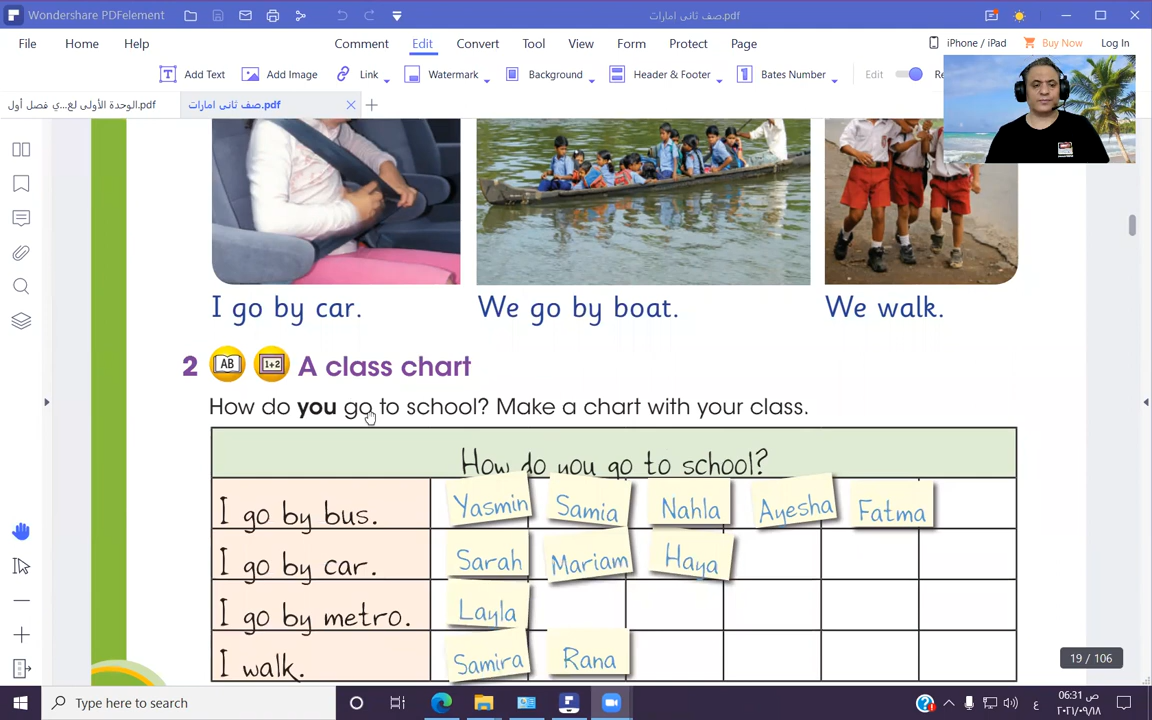 Wondershare PDFelement
صف ثانى امارات.pdf
File Home Help Comment Edit Convert Tool View Form Protect Page iPhone / iPad Buy Now Log In
Add Text Add Image Link Watermark Background Header & Footer Bates Number Edit
الوحدة الأولى لغ...ي فصل أول.pdf صف ثانى امارات.pdf
I go by car. We go by boat. We walk.
2 AB 1+2 A class chart
How do you go to school? Make a chart with your class.
How do you go to school?
I go by bus. Yasmin Samia Nahla Ayesha Fatma
I go by car. Sarah Mariam Haya
I go by metro. Layla
I walk. Samira Rana
19 / 106
Type here to search
ع
06:31 ص
٢٠٢١/٠٩/١٨